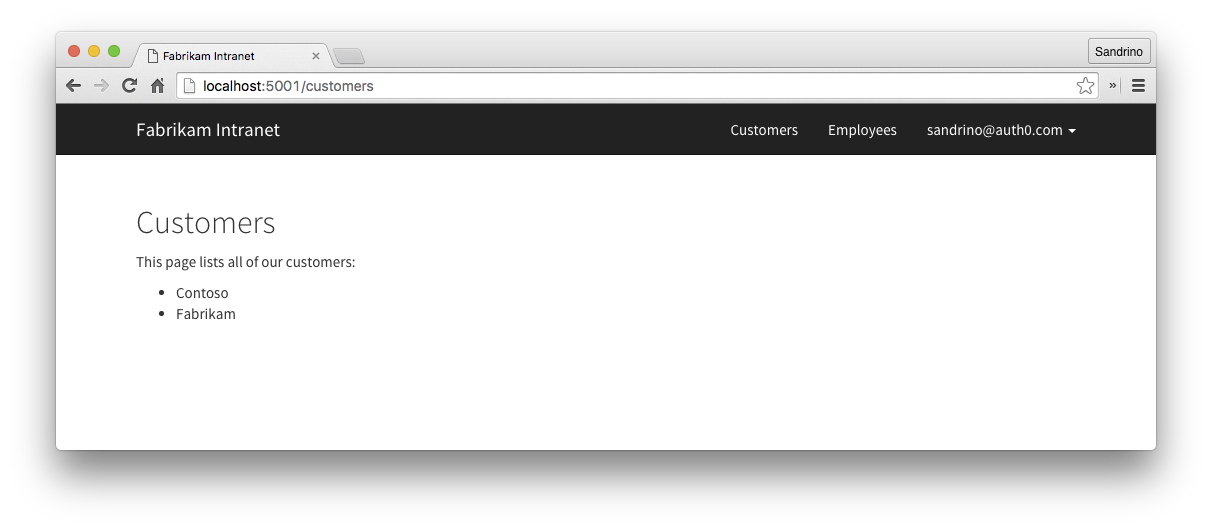 Fabrikam Intranet
Sandrino
localhost:5001/customers
Fabrikam Intranet Customers Employees sandrino@auth0.com
Customers
This page lists all of our customers:
Contoso
Fabrikam